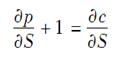 ∂p/∂S + 1 = ∂c/∂S